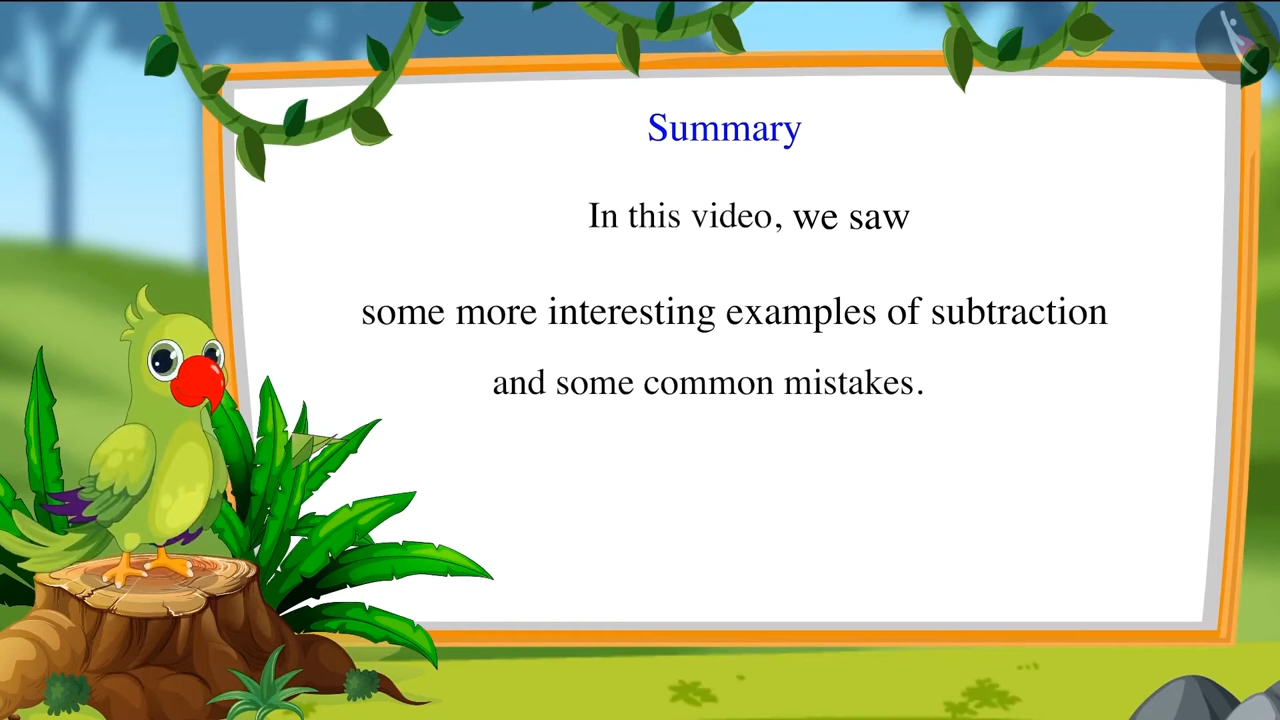 Summary
In this video, we saw
some more interesting examples of subtraction
and some common mistakes.